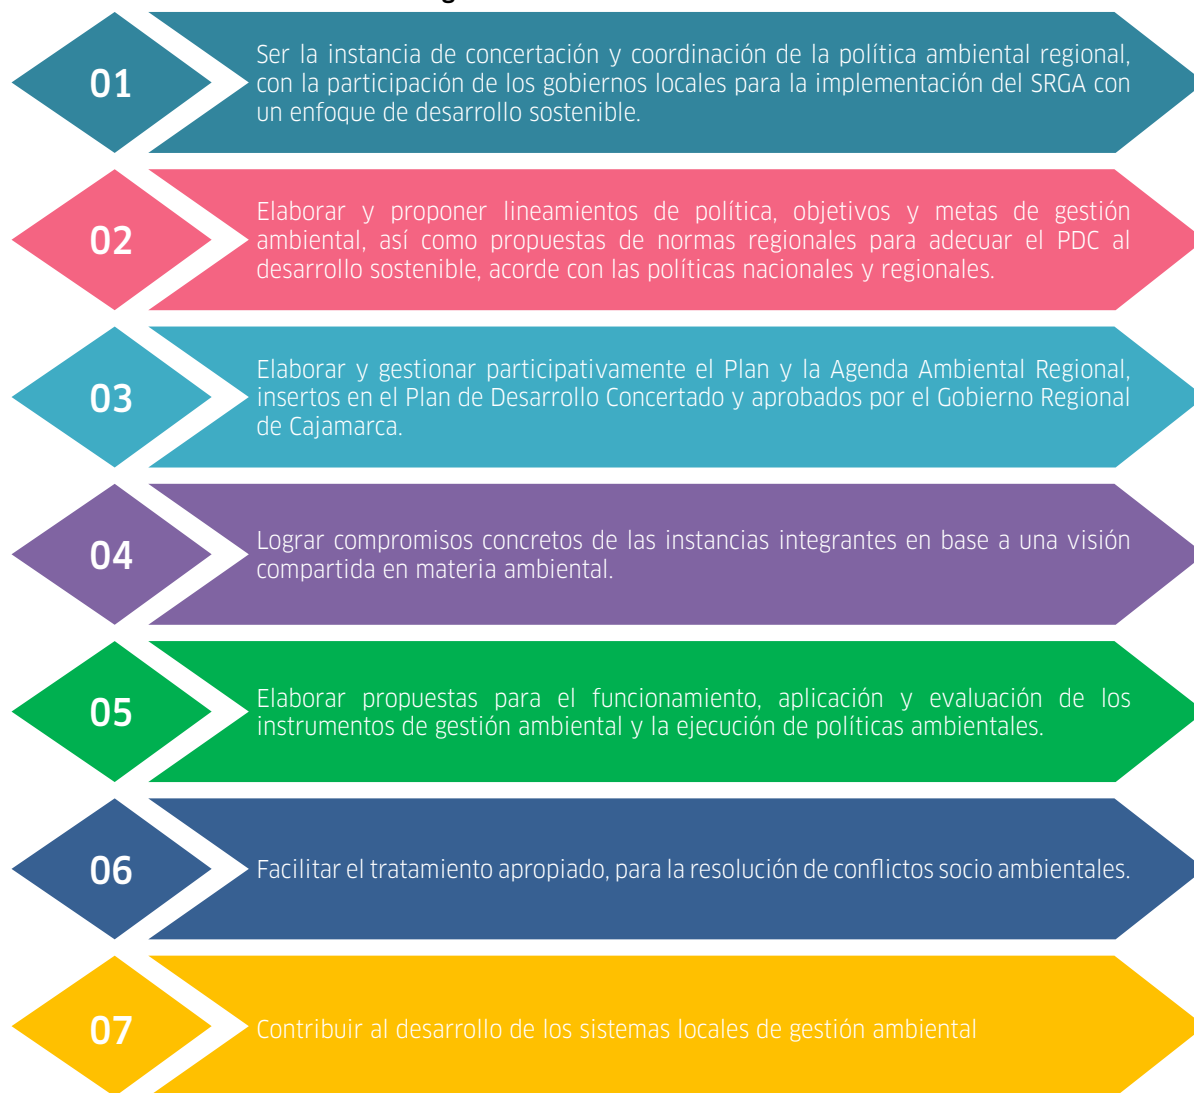 01
Ser la instancia de concertación y coordinación de la política ambiental regional,
con la participación de los gobiernos locales para la implementación del SRGA con
un enfoque de desarrollo sostenible.
02
Elaborar y proponer lineamientos de política, objetivos y metas de gestión
ambiental, así como propuestas de normas regionales para adecuar el PDC al
desarrollo sostenible, acorde con las políticas nacionales y regionales.
03
Elaborar y gestionar participativamente el Plan y la Agenda Ambiental Regional,
insertos en el Plan de Desarrollo Concertado y aprobados por el Gobierno Regional
de Cajamarca.
04
Lograr compromisos concretos de las instancias integrantes en base a una visión
compartida en materia ambiental.
05
Elaborar propuestas para el funcionamiento, aplicación y evaluación de los
instrumentos de gestión ambiental y la ejecución de políticas ambientales.
06
Facilitar el tratamiento apropiado, para la resolución de conflictos socio ambientales.
07
Contribuir al desarrollo de los sistemas locales de gestión ambiental